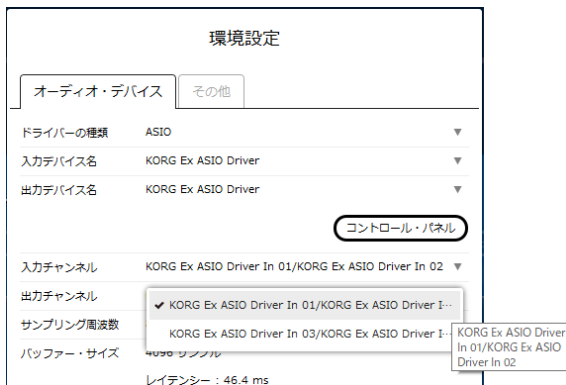 環境設定
オーディオ・デバイス
その他
ドライバーの種類 ASIO
入力デバイス名 KORG Ex ASIO Driver
出力デバイス名 KORG Ex ASIO Driver
コントロール・パネル
入力チャンネル KORG Ex ASIO Driver In 01/KORG Ex ASIO Driver In 02
出力チャンネル
✔ KORG Ex ASIO Driver In 01/KORG Ex ASIO Driver I…
サンプリング周波数
KORG Ex ASIO Driver In 03/KORG Ex ASIO Driver I…
KORG Ex ASIO Driver
In 01/KORG Ex ASIO
Driver In 02
バッファー・サイズ 4096 サンプル
レイテンシー : 46.4 ms